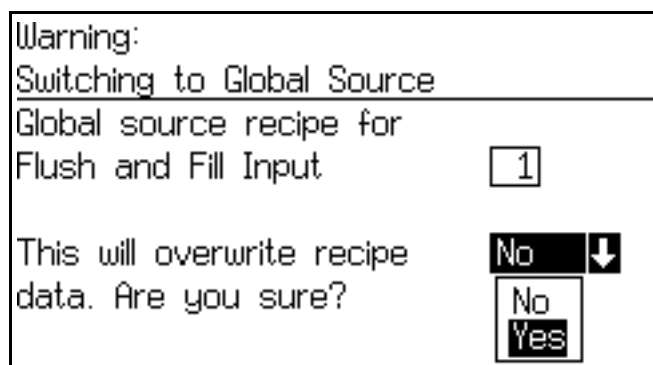 Warning:
Switching to Global Source
Global source recipe for
Flush and Fill Input 1
This will overwrite recipe No
data. Are you sure? No
Yes